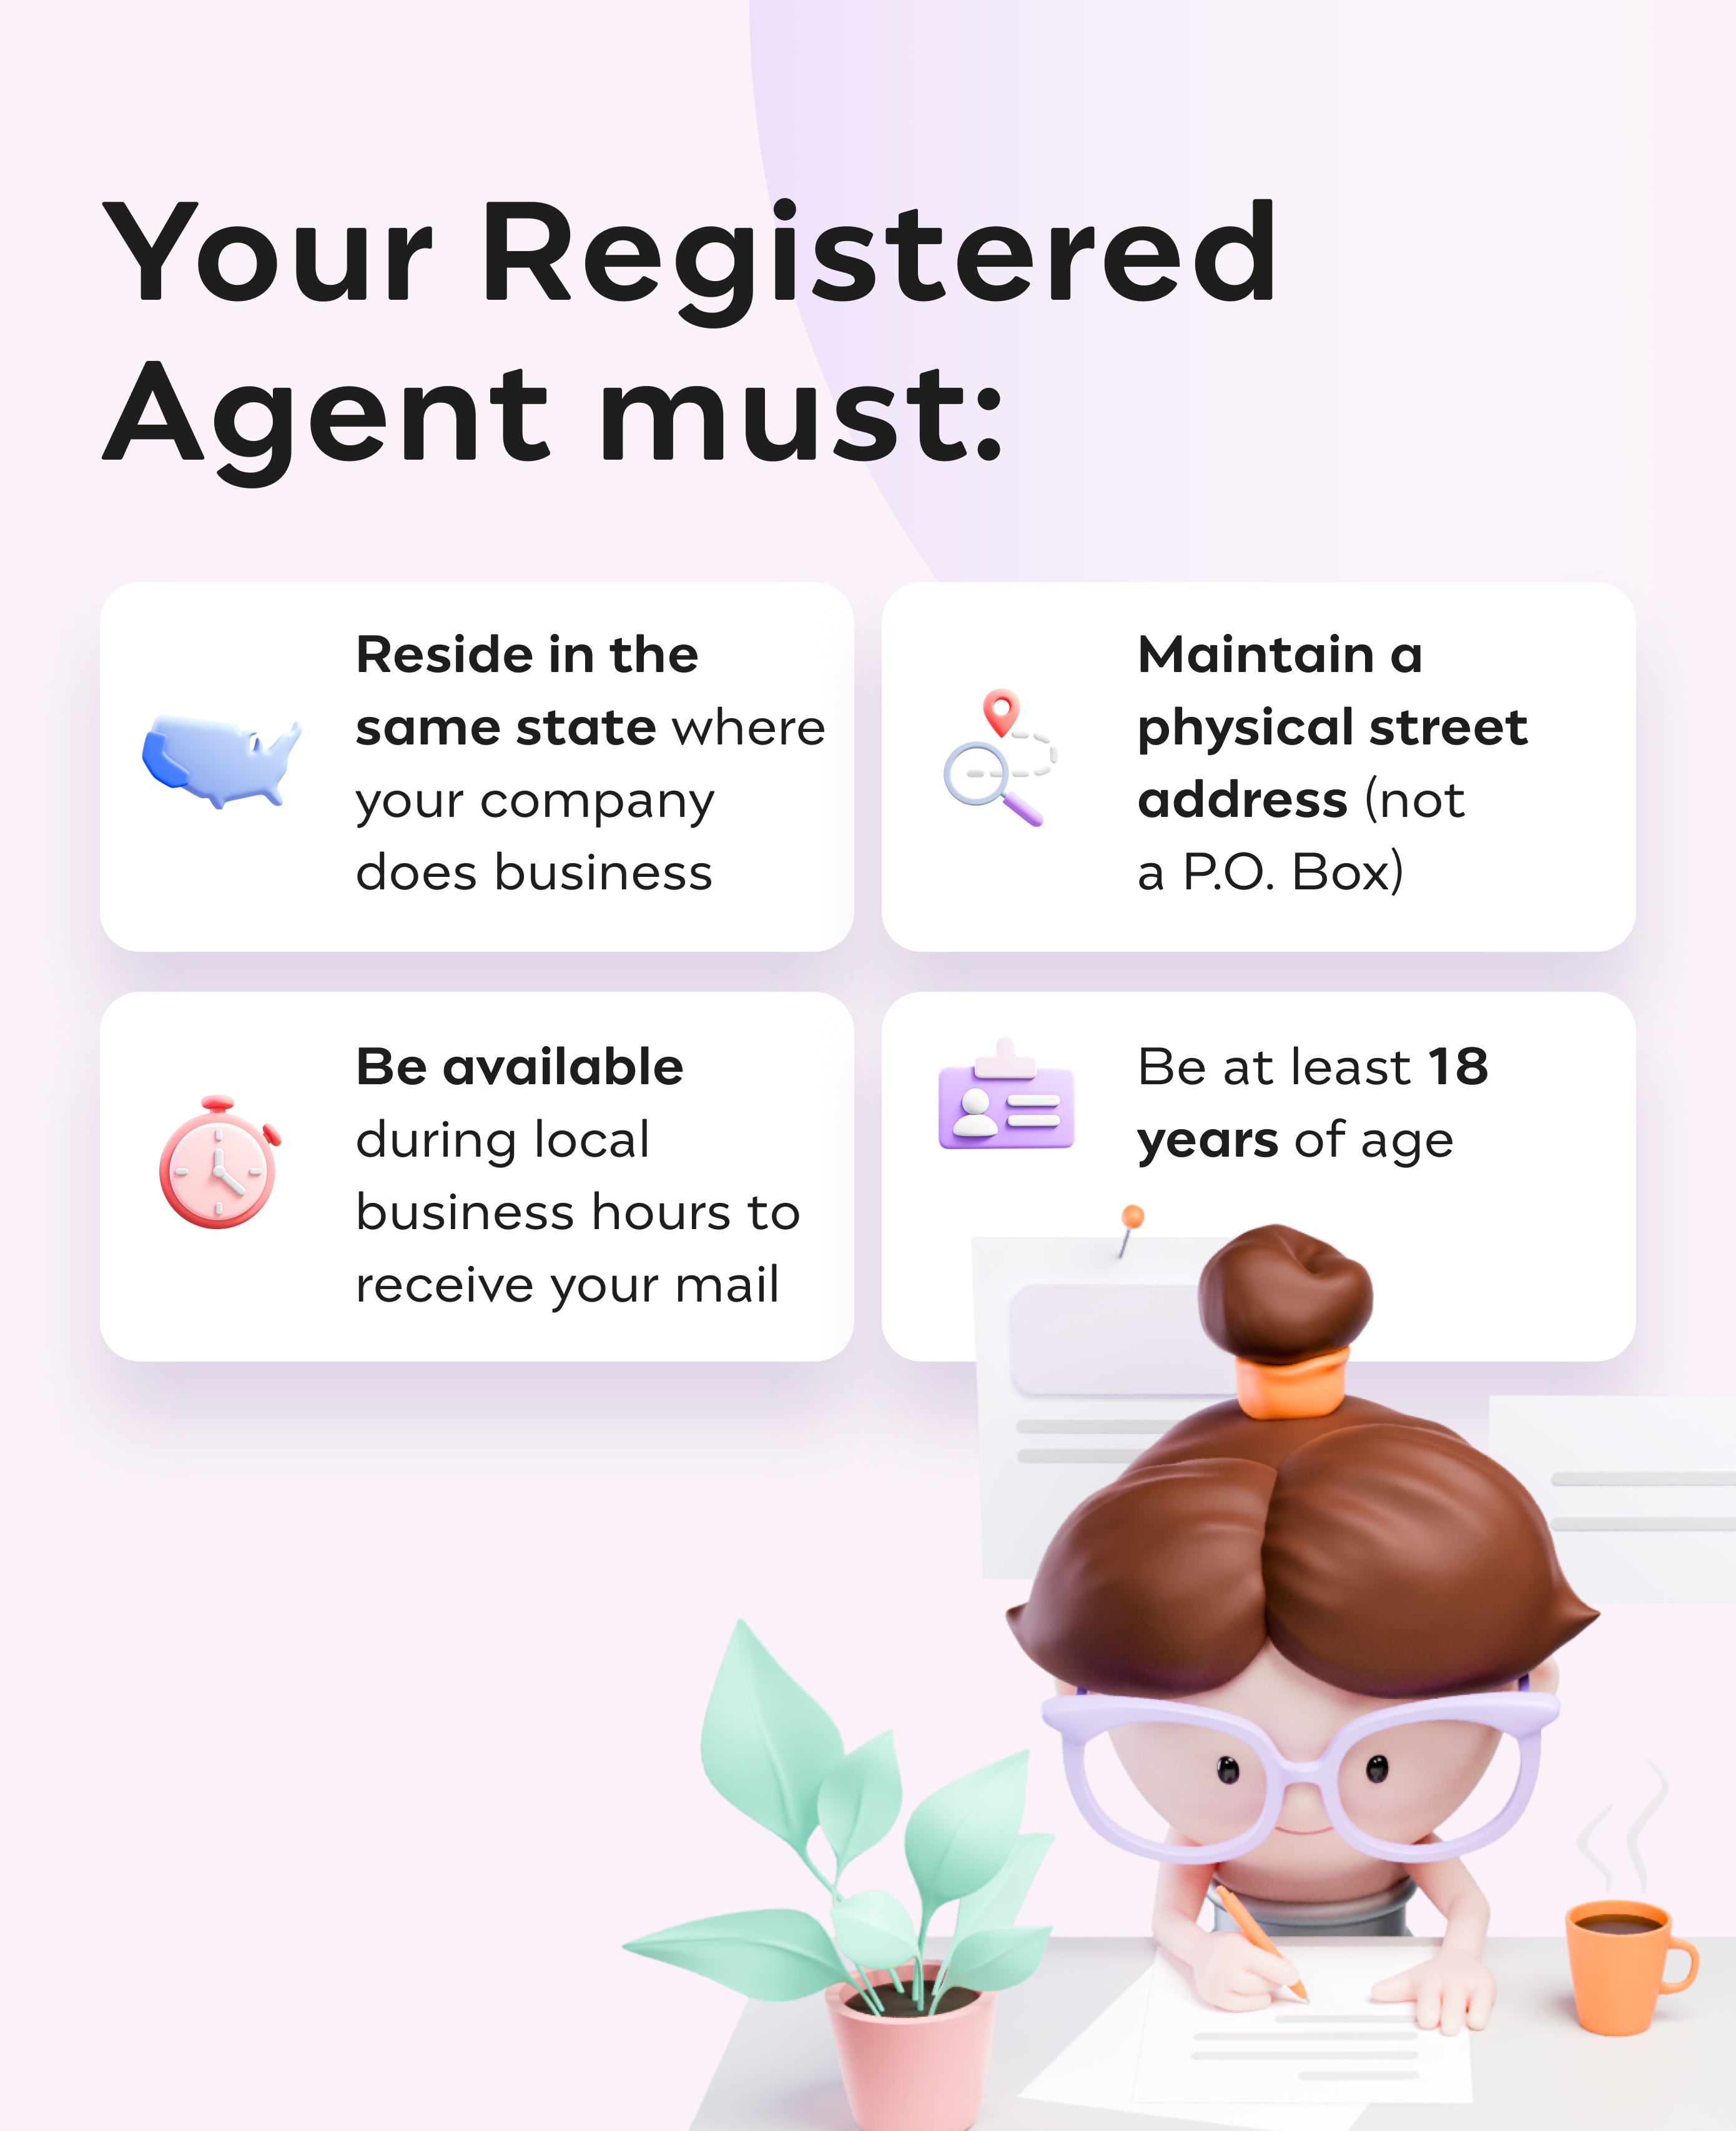 Your Registered
Agent must:
Reside in the
same state where
your company
does business
Maintain a
physical street
address (not
a P.O. Box)
Be available
during local
business hours to
receive your mail
Be at least 18
years of age